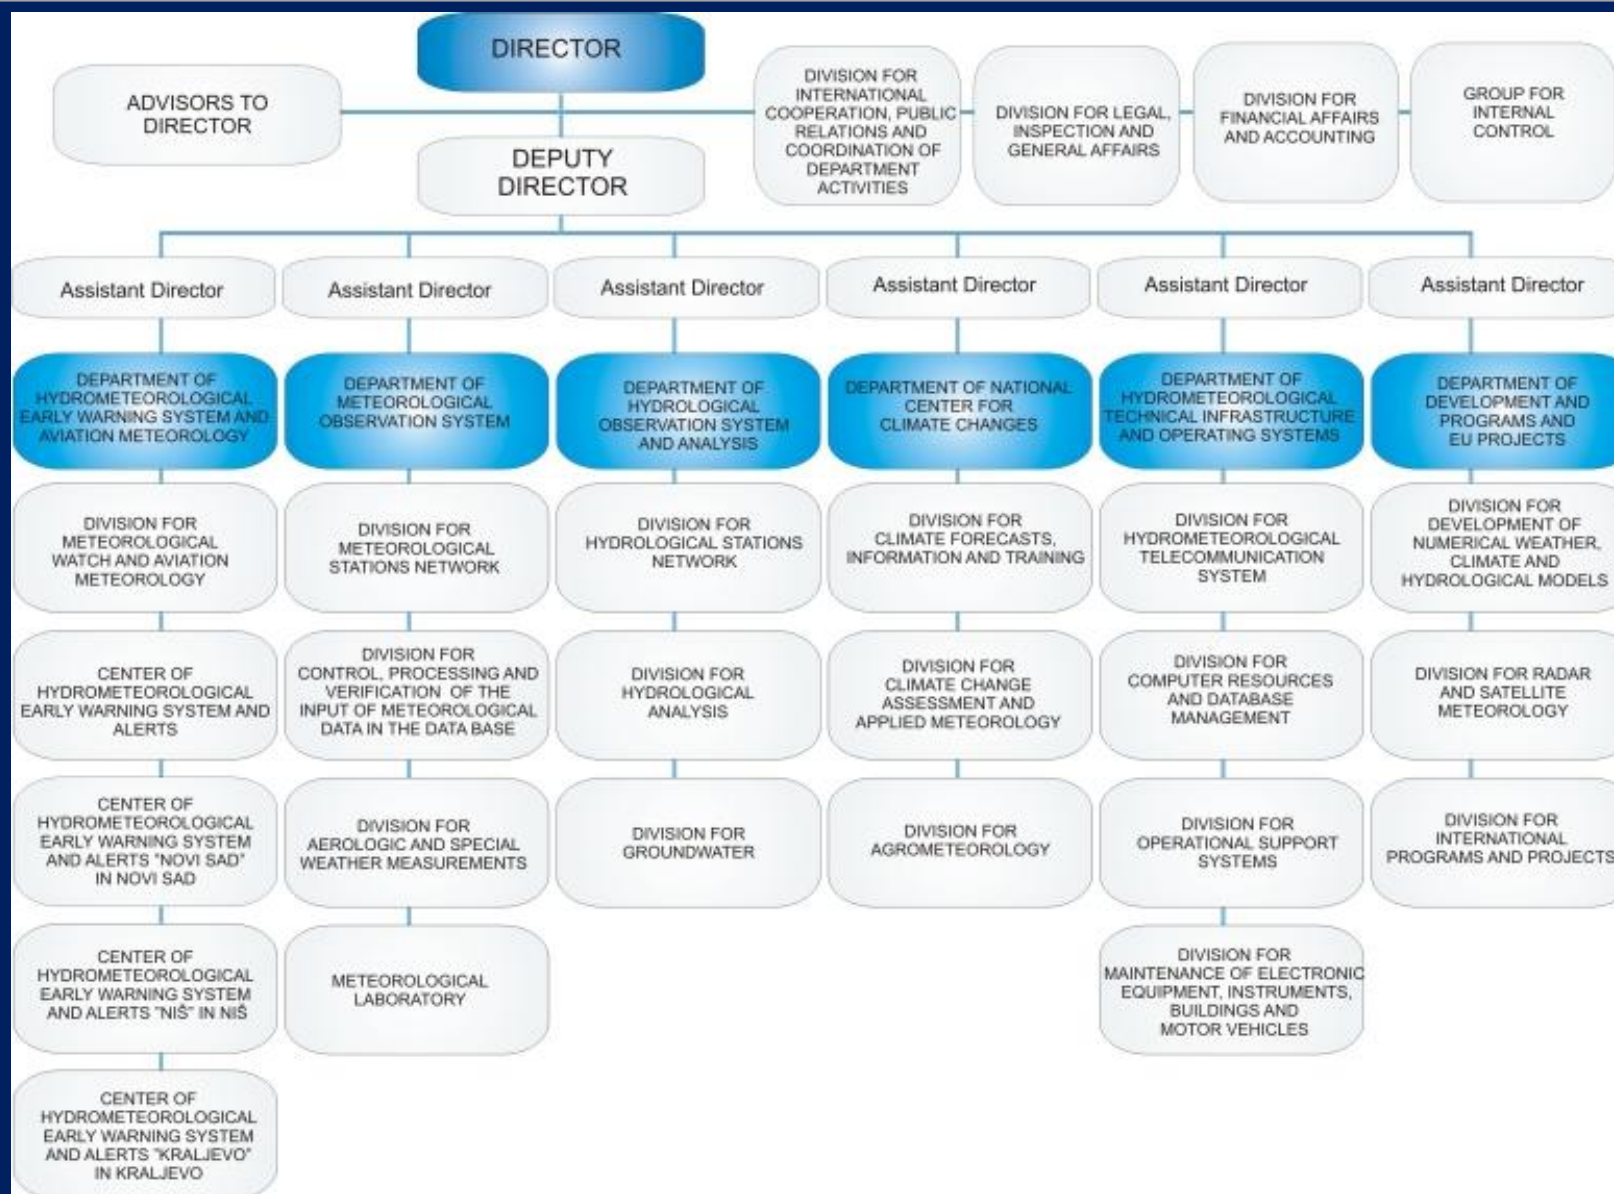 DIRECTOR
ADVISORS TO
DIRECTOR
DEPUTY
DIRECTOR
DIVISION FOR
INTERNATIONAL
COOPERATION, PUBLIC
RELATIONS AND
COORDINATION OF
DEPARTMENT
ACTIVITIES
DIVISION FOR LEGAL,
INSPECTION AND
GENERAL AFFAIRS
DIVISION FOR
FINANCIAL AFFAIRS
AND ACCOUNTING
GROUP FOR
INTERNAL
CONTROL
Assistant Director
Assistant Director
Assistant Director
Assistant Director
Assistant Director
Assistant Director
DEPARTMENT OF
HYDROMETEOROLOGICAL
EARLY WARNING SYSTEM AND
AVIATION METEOROLOGY
DEPARTMENT OF
METEOROLOGICAL
OBSERVATION SYSTEM
DEPARTMENT OF
HYDROLOGICAL
OBSERVATION SYSTEM
AND ANALYSIS
DEPARTMENT OF NATIONAL
CENTER FOR
CLIMATE CHANGES
DEPARTMENT OF
HYDROMETEOROLOGICAL
TECHNICAL INFRASTRUCTURE
AND OPERATING SYSTEMS
DEPARTMENT OF
DEVELOPMENT AND
PROGRAMS AND
EU PROJECTS
DIVISION FOR
METEOROLOGICAL
WATCH AND AVIATION
METEOROLOGY
DIVISION FOR
METEOROLOGICAL
STATIONS NETWORK
DIVISION FOR
HYDROLOGICAL STATIONS
NETWORK
DIVISION FOR
CLIMATE FORECASTS,
INFORMATION AND TRAINING
DIVISION FOR
HYDROMETEOROLOGICAL
TELECOMMUNICATION
SYSTEM
DIVISION FOR
DEVELOPMENT OF
NUMERICAL WEATHER,
CLIMATE AND
HYDROLOGICAL MODELS
CENTER OF
HYDROMETEOROLOGICAL
EARLY WARNING SYSTEM AND
ALERTS
DIVISION FOR
CONTROL, PROCESSING AND
VERIFICATION OF THE
INPUT OF METEOROLOGICAL
DATA IN THE DATA BASE
DIVISION FOR
HYDROLOGICAL
ANALYSIS
DIVISION FOR
CLIMATE CHANGE
ASSESSMENT AND
APPLIED METEOROLOGY
DIVISION FOR
COMPUTER RESOURCES
AND DATABASE
MANAGEMENT
DIVISION FOR RADAR
AND SATELLITE
METEOROLOGY
CENTER OF
HYDROMETEOROLOGICAL
EARLY WARNING SYSTEM
AND ALERTS "NOVI SAD"
IN NOVI SAD
DIVISION FOR
AEROLOGIC AND SPECIAL
WEATHER MEASUREMENTS
DIVISION FOR
GROUNDWATER
DIVISION FOR
AGROMETEOROLOGY
DIVISION FOR
OPERATIONAL SUPPORT
SYSTEMS
DIVISION FOR
INTERNATIONAL
PROGRAMS AND PROJECTS
CENTER OF
HYDROMETEOROLOGICAL
EARLY WARNING SYSTEM
AND ALERTS "NIŠ" IN NIŠ
METEOROLOGICAL
LABORATORY
DIVISION FOR
MAINTENANCE OF ELECTRONIC
EQUIPMENT, INSTRUMENTS,
BUILDINGS AND
MOTOR VEHICLES
CENTER OF
HYDROMETEOROLOGICAL
EARLY WARNING SYSTEM
AND ALERTS "KRALJEVO"
IN KRALJEVO